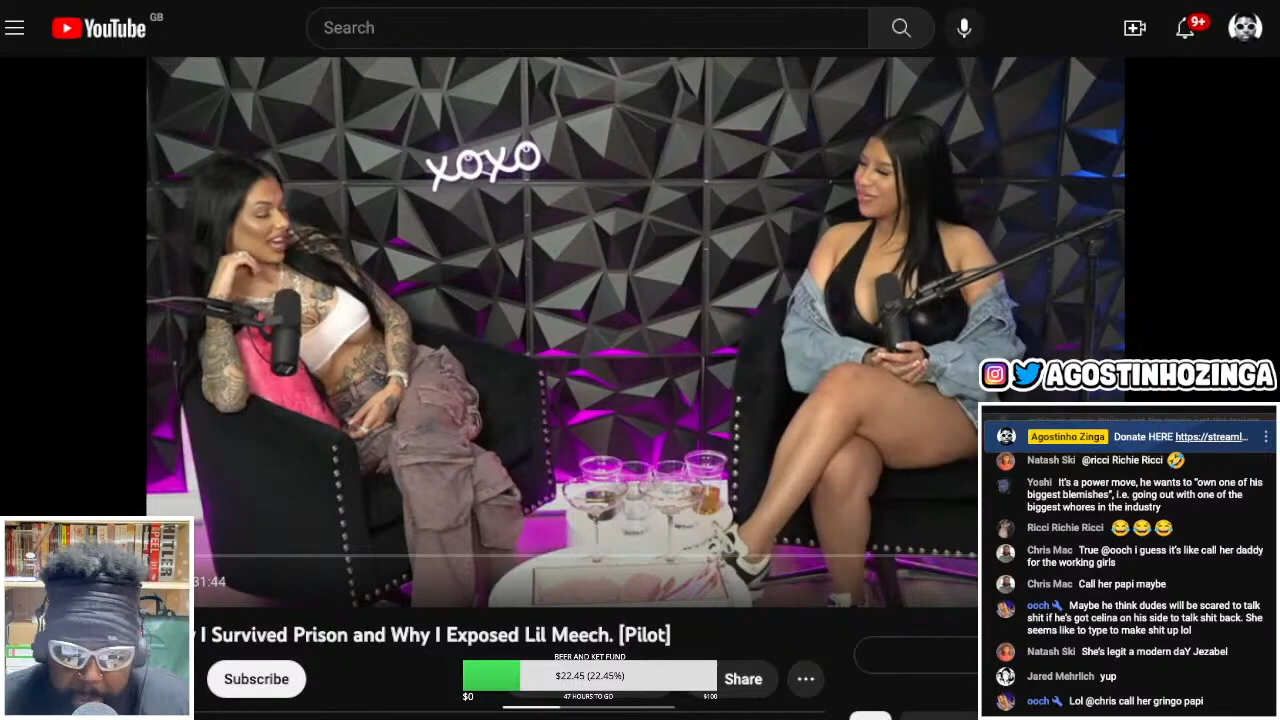 YouTube GB
Search
9+
XOXO
AGOSTINHOZINGA
Agostinho Zinga Donate HERE https://streaml...
Natash Ski @ricci Richie Ricci 🤣
Yoshi It's a power move, he wants to "own one of his
biggest blemishes", i.e. going out with one of the
biggest whores in the industry
Ricci Richie Ricci 😂😂😂
Chris Mac True @ooch i guess it's like call her daddy
for the working girls
Chris Mac Call her papi maybe
ooch Maybe he think dudes will be scared to talk
shit if he's got celina on his side to talk shit back. She
seems like to type to make shit up lol
Natash Ski She's legit a modern daY Jezabel
Jared Mehrlich yup
ooch Lol @chris call her gringo papi
31:44
I Survived Prison and Why I Exposed Lil Meech. [Pilot]
Subscribe
BEER AND KET FUND
$22.45 (22.45%)
$0
47 HOURS TO GO
$100
Share
PEEL
HITTER